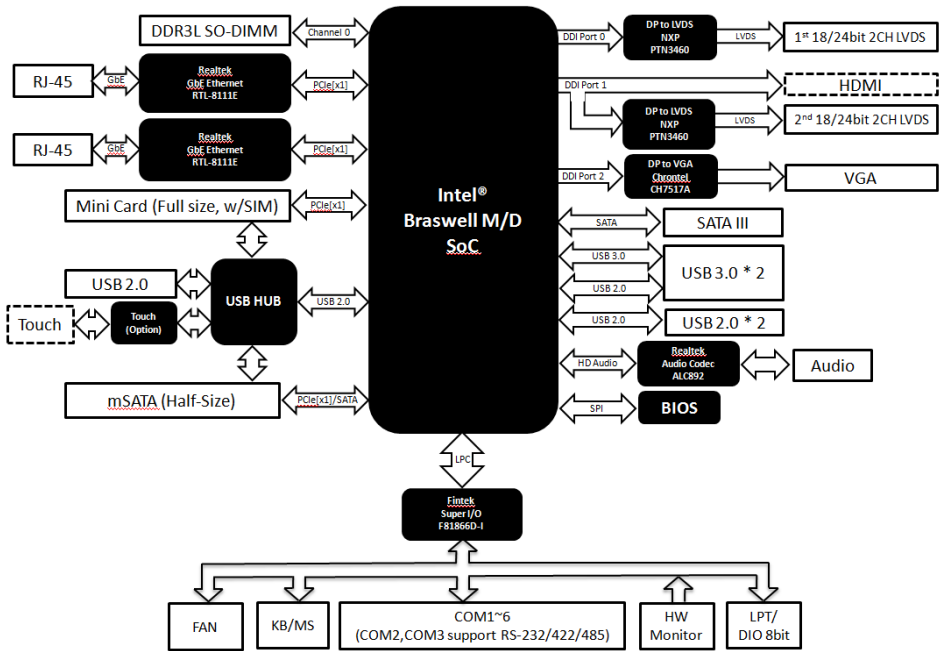 DDR3L SO-DIMM
Channel 0
RJ-45
GbE
Realtek
GbE Ethernet
RTL-8111E
PCIe[x1]
RJ-45
GbE
Realtek
GbE Ethernet
RTL-8111E
PCIe[x1]
Mini Card (Full size, w/SIM)
PCIe[x1]
USB 2.0
USB HUB
USB 2.0
Touch
Touch
(Option)
mSATA (Half-Size)
PCIe[x1]/SATA
Intel®
Braswell M/D
SoC
DDI Port 0
DP to LVDS
NXP
PTN3460
LVDS
1st 18/24bit 2CH LVDS
DDI Port 1
HDMI
DP to LVDS
NXP
PTN3460
LVDS
2nd 18/24bit 2CH LVDS
DDI Port 2
DP to VGA
Chrontel
CH7517A
VGA
SATA
SATA III
USB 3.0
USB 2.0
USB 3.0 * 2
USB 2.0
USB 2.0 * 2
HD Audio
Realtek
Audio Codec
ALC892
Audio
SPI
BIOS
LPC
Fintek
Super I/O
F81866D-I
FAN
KB/MS
COM1~6
(COM2,COM3 support RS-232/422/485)
HW
Monitor
LPT/
DIO 8bit